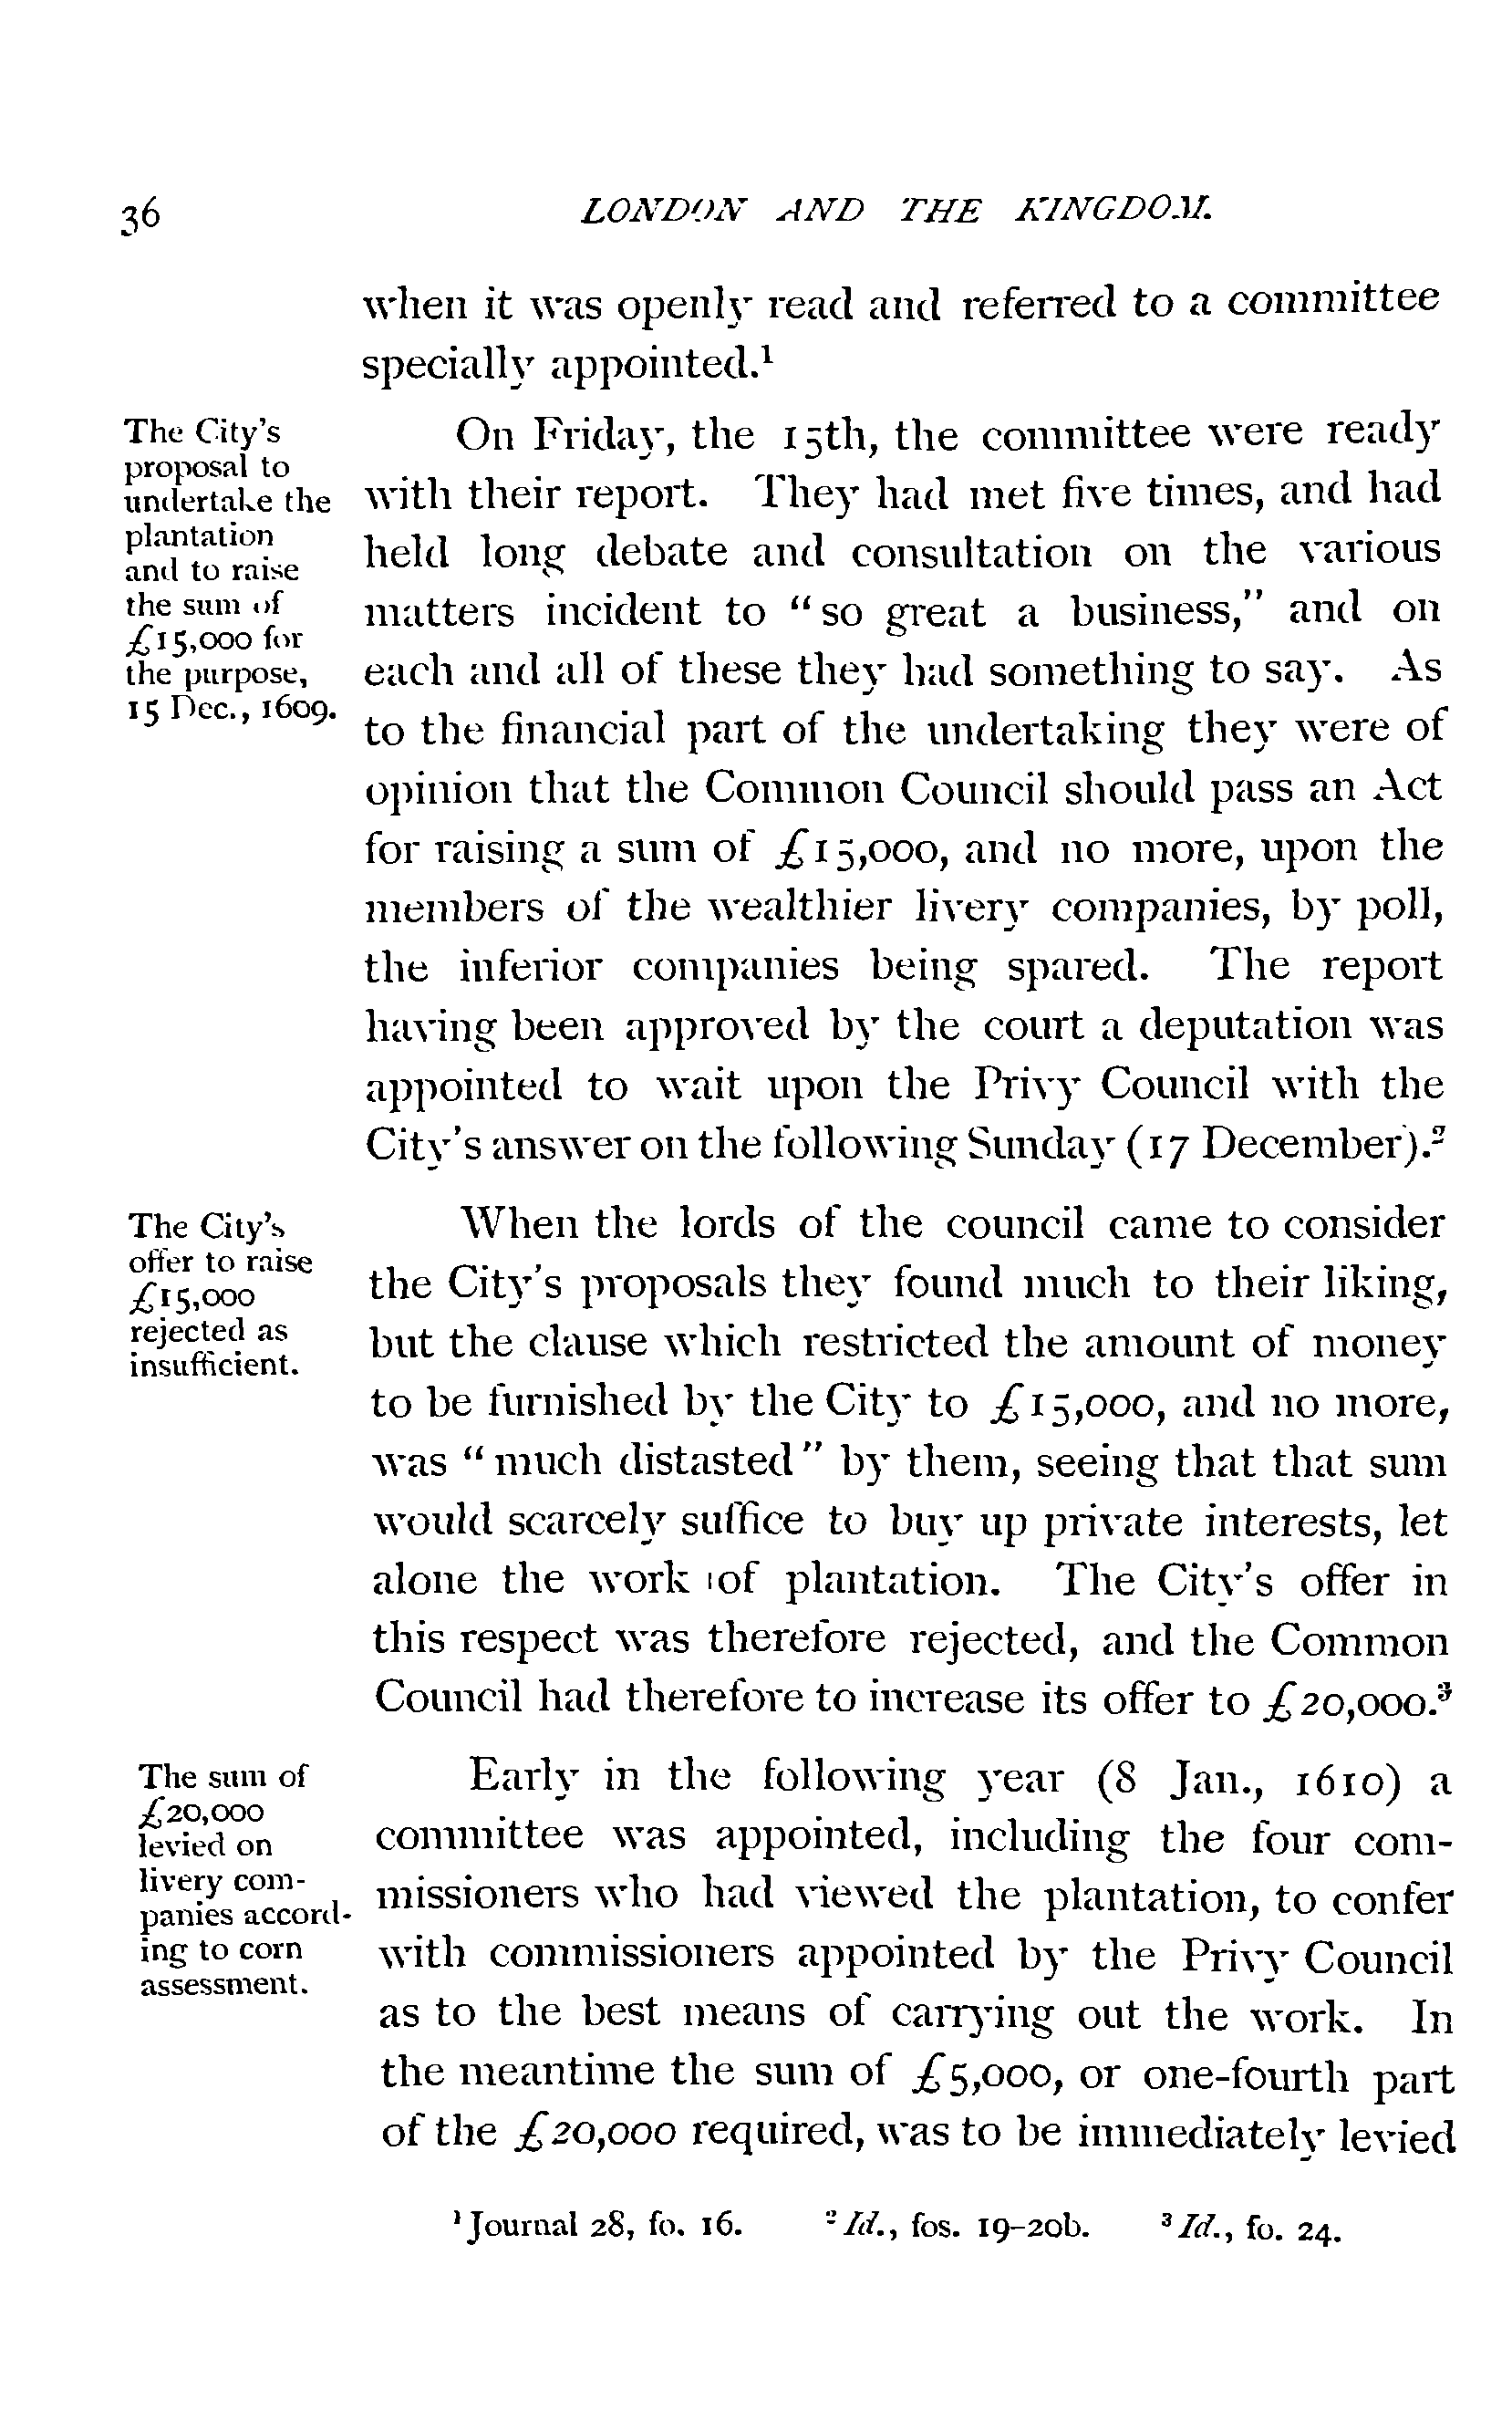 36
LONDON AND THE KINGDOM.
when it was openly read and referred to a committee
specially appointed.¹
The City's
proposal to
undertake the
plantation
and to raise
the sum of
£15,000 for
the purpose,
15 Dec., 1609.
On Friday, the 15th, the committee were ready
with their report. They had met five times, and had
held long debate and consultation on the various
matters incident to "so great a business," and on
each and all of these they had something to say. As
to the financial part of the undertaking they were of
opinion that the Common Council should pass an Act
for raising a sum of £15,000, and no more, upon the
members of the wealthier livery companies, by poll,
the inferior companies being spared. The report
having been approved by the court a deputation was
appointed to wait upon the Privy Council with the
City's answer on the following Sunday (17 December).²
The City's
offer to raise
£15,000
rejected as
insufficient.
When the lords of the council came to consider
the City's proposals they found much to their liking,
but the clause which restricted the amount of money
to be furnished by the City to £15,000, and no more,
was "much distasted" by them, seeing that that sum
would scarcely suffice to buy up private interests, let
alone the work of plantation. The City's offer in
this respect was therefore rejected, and the Common
Council had therefore to increase its offer to £20,000.³
The sum of
£20,000
levied on
livery com-
panies accord-
ing to corn
assessment.
Early in the following year (8 Jan., 1610) a
committee was appointed, including the four com-
missioners who had viewed the plantation, to confer
with commissioners appointed by the Privy Council
as to the best means of carrying out the work. In
the meantime the sum of £5,000, or one-fourth part
of the £20,000 required, was to be immediately levied
¹ Journal 28, fo. 16. ² Id., fos. 19-20b. ³ Id., fo. 24.